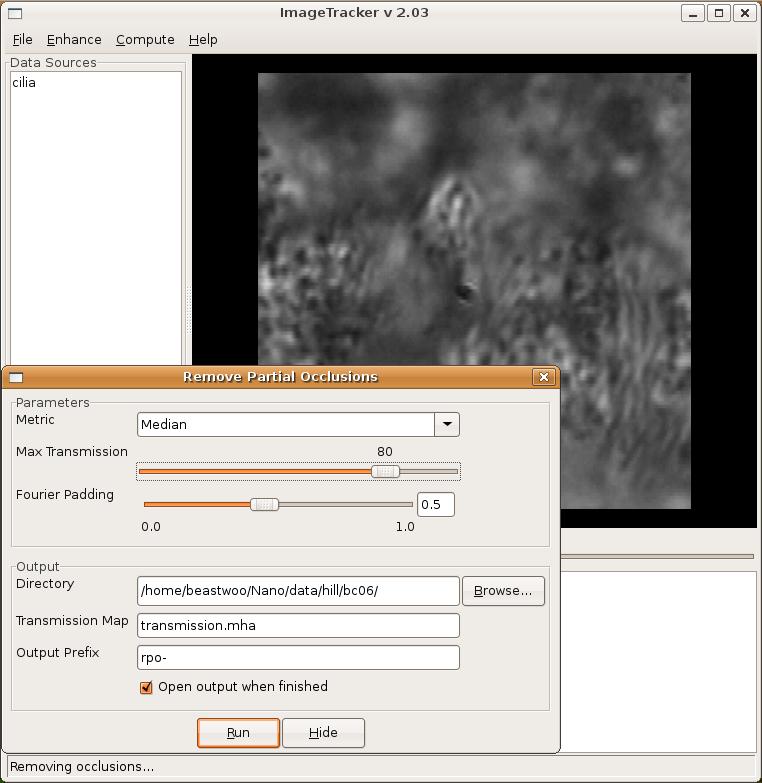 ImageTracker v 2.03
File Enhance Compute Help
Data Sources
cilia
Remove Partial Occlusions
Parameters
Metric Median
Max Transmission 80
Fourier Padding 0.5
0.0 1.0
Output
Directory /home/beastwoo/Nano/data/hill/bc06/ Browse...
Transmission Map transmission.mha
Output Prefix rpo-
Open output when finished
Run Hide
Removing occlusions...